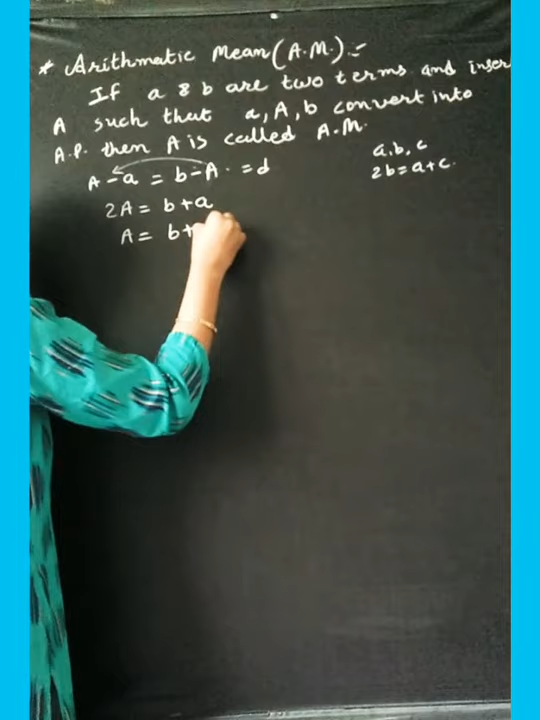 * Arithmatic Mean (A.M.) :-
If a & b are two terms and inser
A such that a, A, b convert into
A.P. then A is called A.M.
A - a = b - A = d
2A = b + a
A = b +
a, b, c
2b = a + c.